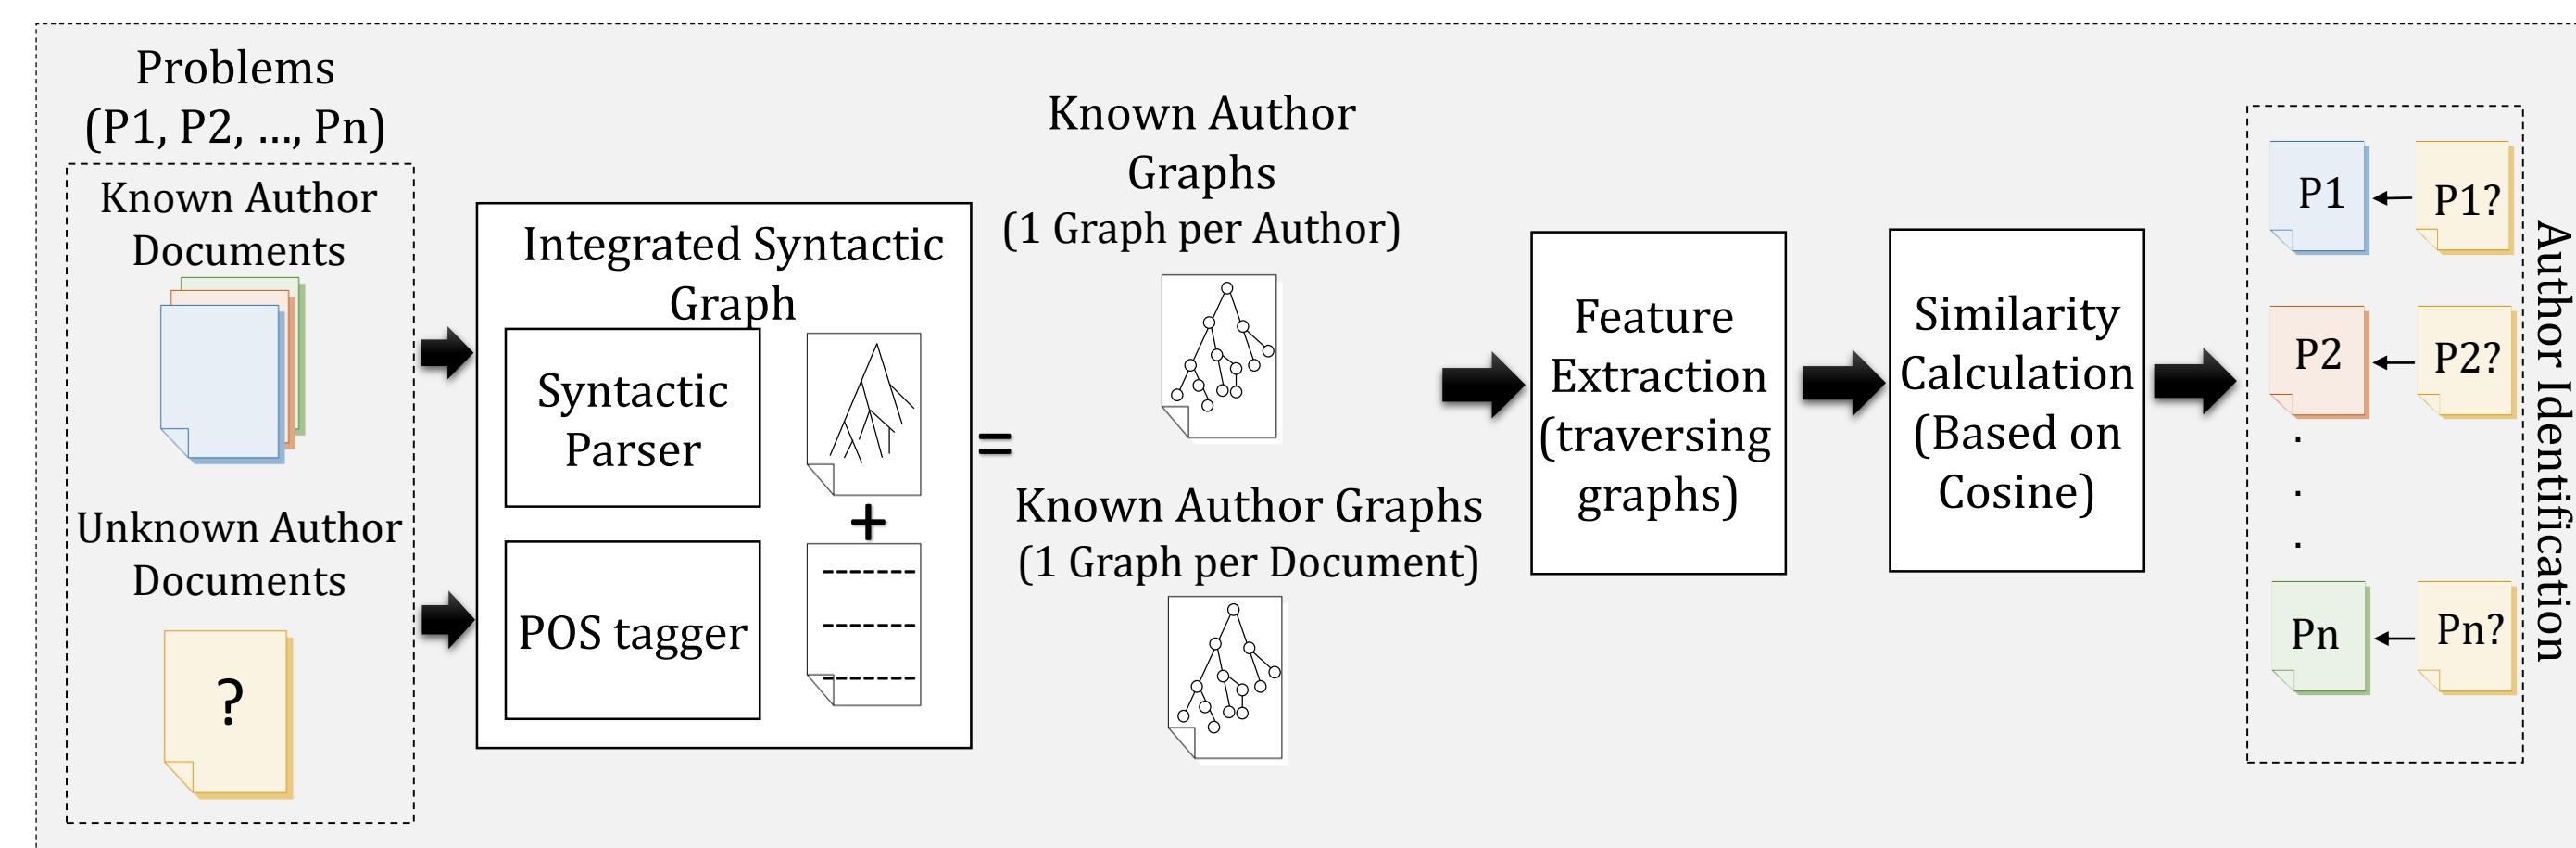 Problems
(P1, P2, ..., Pn)
Known Author
Documents
Unknown Author
Documents
?
Integrated Syntactic
Graph
Syntactic
Parser
+
POS tagger
=
Known Author
Graphs
(1 Graph per Author)
Known Author Graphs
(1 Graph per Document)
Feature
Extraction
(traversing
graphs)
Similarity
Calculation
(Based on
Cosine)
P1
P1?
P2
P2?
.
.
.
Pn
Pn?
Author Identification